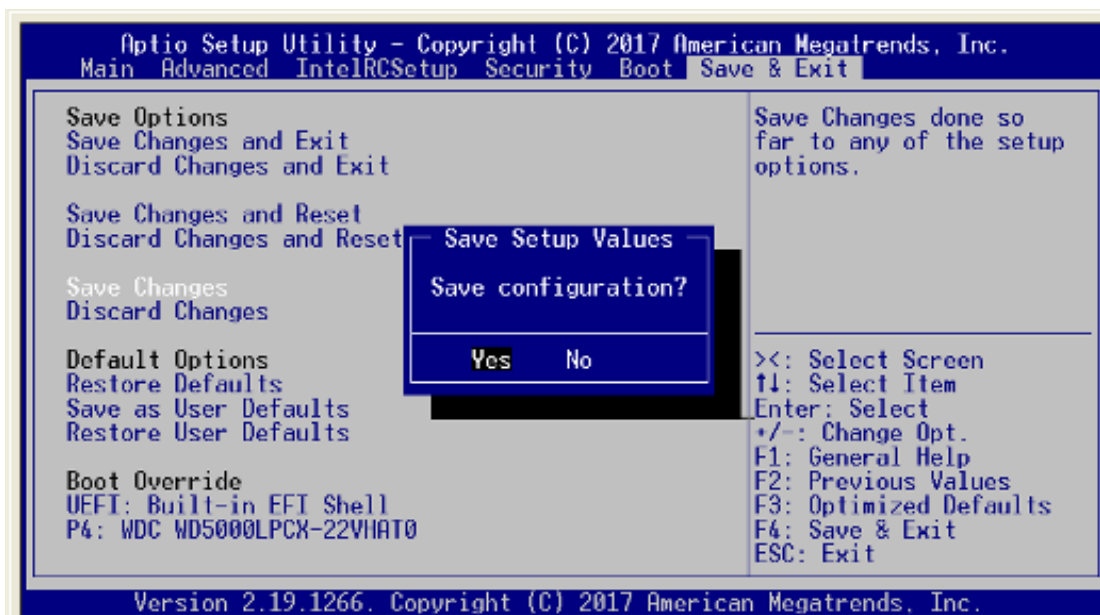 Aptio Setup Utility – Copyright (C) 2017 American Megatrends, Inc.
Main Advanced IntelRCSetup Security Boot Save & Exit
Save Options
Save Changes and Exit
Discard Changes and Exit
Save Changes and Reset
Discard Changes and Reset
Save Changes
Discard Changes
Default Options
Restore Defaults
Save as User Defaults
Restore User Defaults
Boot Override
UEFI: Built-in EFI Shell
P4: WDC WD5000LPCX-22VHAT0
Save Setup Values
Save configuration?
Yes No
Save Changes done so
far to any of the setup
options.
><: Select Screen
↑↓: Select Item
Enter: Select
+/-: Change Opt.
F1: General Help
F2: Previous Values
F3: Optimized Defaults
F4: Save & Exit
ESC: Exit
Version 2.19.1266. Copyright (C) 2017 American Megatrends, Inc.